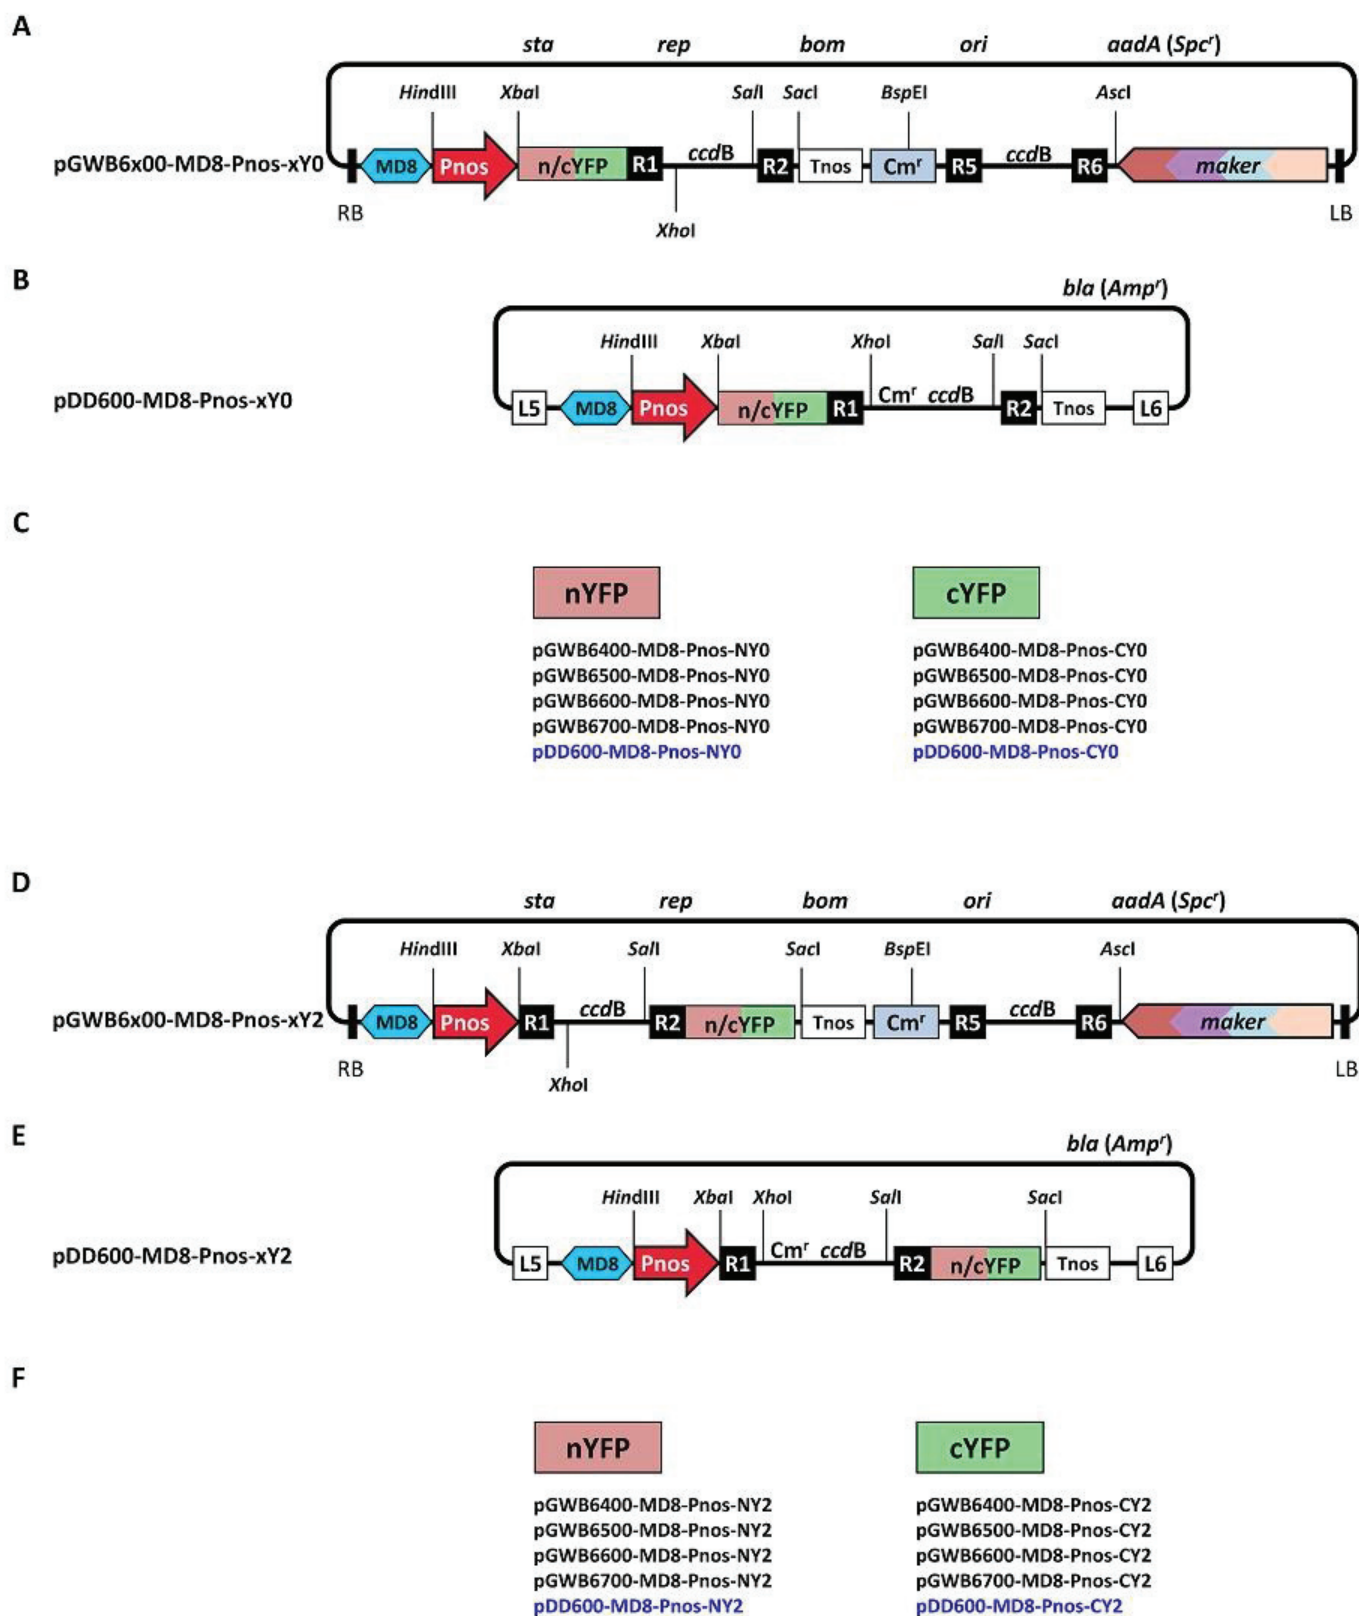 A
sta rep bom ori aadA (Spcʳ)
HindIII XbaI SalI SacI BspEI AscI
pGWB6x00-MD8-Pnos-xY0 MD8 Pnos n/cYFP R1 ccdB R2 Tnos Cmʳ R5 ccdB R6 maker
RB XhoI LB
B
bla (Ampʳ)
HindIII XbaI XhoI SalI SacI
pDD600-MD8-Pnos-xY0 L5 MD8 Pnos n/cYFP R1 Cmʳ ccdB R2 Tnos L6
C
nYFP cYFP
pGWB6400-MD8-Pnos-NY0 pGWB6400-MD8-Pnos-CY0
pGWB6500-MD8-Pnos-NY0 pGWB6500-MD8-Pnos-CY0
pGWB6600-MD8-Pnos-NY0 pGWB6600-MD8-Pnos-CY0
pGWB6700-MD8-Pnos-NY0 pGWB6700-MD8-Pnos-CY0
pDD600-MD8-Pnos-NY0 pDD600-MD8-Pnos-CY0
D
sta rep bom ori aadA (Spcʳ)
HindIII XbaI SalI SacI BspEI AscI
pGWB6x00-MD8-Pnos-xY2 MD8 Pnos R1 ccdB R2 n/cYFP Tnos Cmʳ R5 ccdB R6 maker
RB XhoI LB
E
bla (Ampʳ)
HindIII XbaI XhoI SalI SacI
pDD600-MD8-Pnos-xY2 L5 MD8 Pnos R1 Cmʳ ccdB R2 n/cYFP Tnos L6
F
nYFP cYFP
pGWB6400-MD8-Pnos-NY2 pGWB6400-MD8-Pnos-CY2
pGWB6500-MD8-Pnos-NY2 pGWB6500-MD8-Pnos-CY2
pGWB6600-MD8-Pnos-NY2 pGWB6600-MD8-Pnos-CY2
pGWB6700-MD8-Pnos-NY2 pGWB6700-MD8-Pnos-CY2
pDD600-MD8-Pnos-NY2 pDD600-MD8-Pnos-CY2